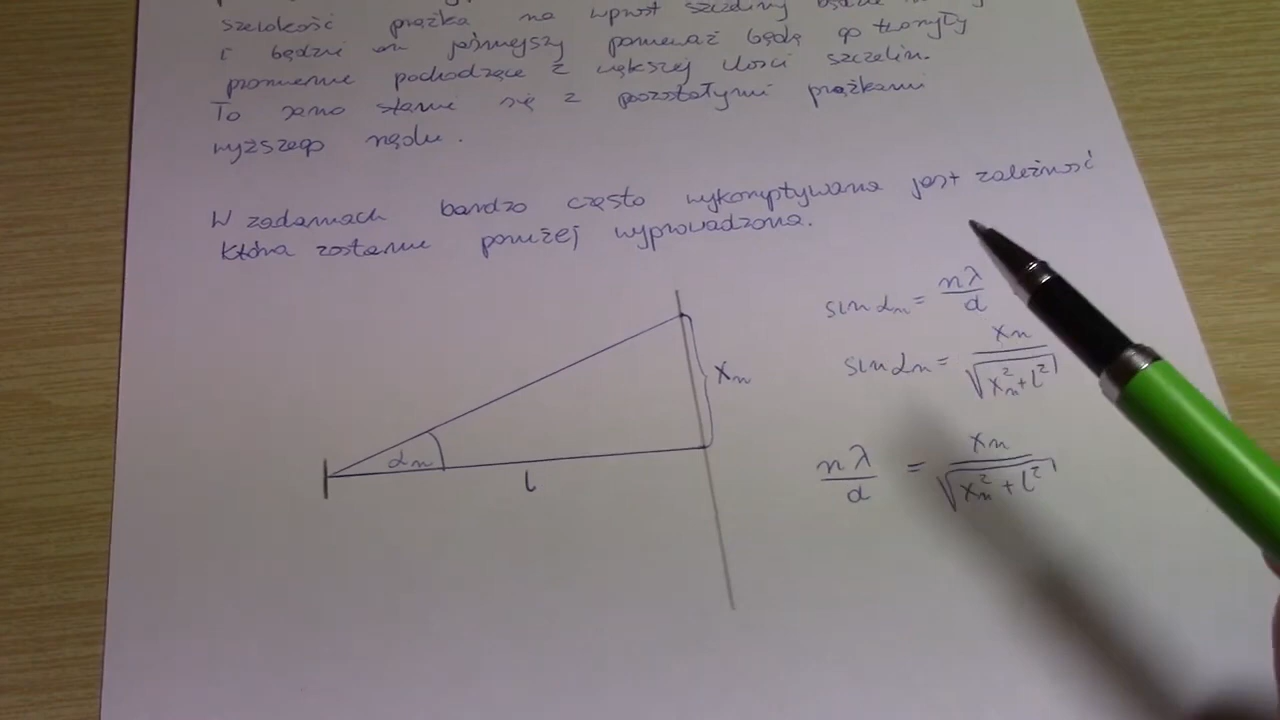 szerokość prążka na wprost szczeliny będzie
i będzie on jaśniejszy ponieważ będą go tworzyły
promienie pochodzące z większej ilości szczelin.
To samo stanie się z pozostałymi prążkami
wyższego rzędu.
W zadaniach bardzo często wykorzystywana jest zależność
która zostanie poniżej wyprowadzona.
sin αn = nλ/d
sin αn = xn/√(xn²+l²)
xn
αn
l
nλ/d = xn/√(xn²+l²)